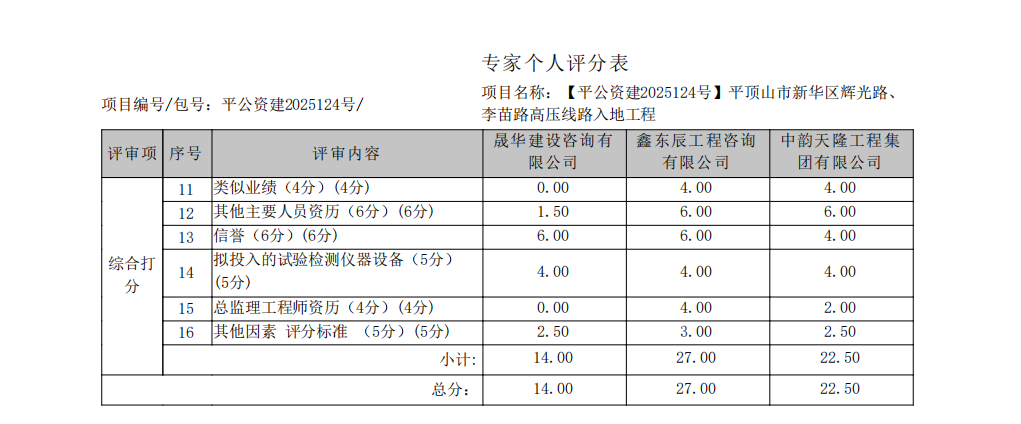 专家个人评分表
项目编号/包号：平公资建2025124号/
项目名称：【平公资建2025124号】平顶山市新华区辉光路、
李苗路高压线路入地工程
评审项 序号 评审内容 晟华建设咨询有限公司 鑫东辰工程咨询有限公司 中韵天隆工程集团有限公司
综合打分
11 类似业绩（4分）(4分) 0.00 4.00 4.00
12 其他主要人员资历（6分）(6分) 1.50 6.00 6.00
13 信誉（6分）(6分) 6.00 6.00 4.00
14 拟投入的试验检测仪器设备（5分）(5分) 4.00 4.00 4.00
15 总监理工程师资历（4分）(4分) 0.00 4.00 2.00
16 其他因素 评分标准 （5分）(5分) 2.50 3.00 2.50
小计: 14.00 27.00 22.50
总分： 14.00 27.00 22.50